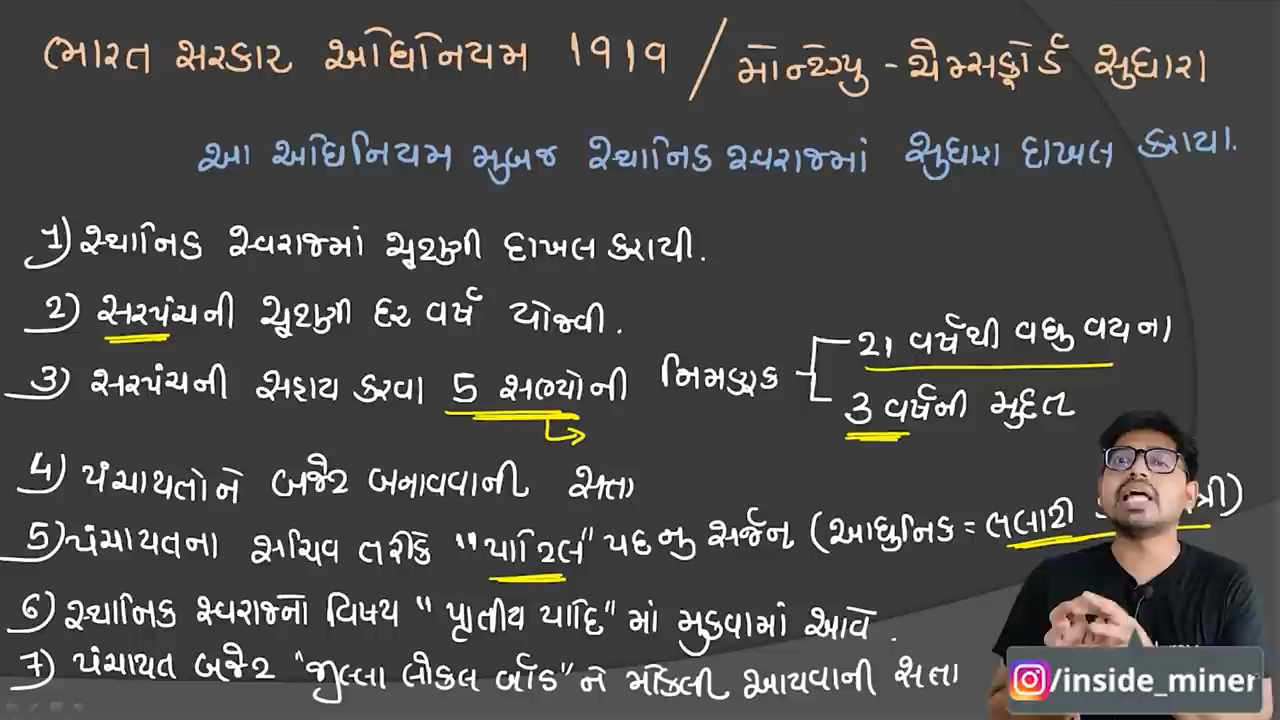 ભારત સરકાર અધિનિયમ 1919 / મોન્ટેગ્યુ - ચેમ્સફૉર્ડ સુધારા
આ અધિનિયમ મુબજ સ્થાનિક સ્વરાજમાં સુધારા દાખલ કરાયા.
1) સ્થાનિક સ્વરાજમાં ચૂંટણી દાખલ કરાયી.
2) સરપંચની ચૂંટણી દર વર્ષે યોજવી.
3) સરપંચની સહાય કરવા 5 સભ્યોની નિમણૂક
21 વર્ષથી વધુ વયના
3 વર્ષની મુદ્દત
4) પંચાયતોને બજેટ બનાવવાની સત્તા
5) પંચાયતના સચિવ તરીકે "પાટિલ" પદનુ સર્જન (આધુનિક = તલાટી ત્રી)
6) સ્થાનિક સ્વરાજનો વિષય "પ્રાંતીય યાદિ" માં મુકવામાં આવે.
7) પંચાયત બજેટ "જીલ્લા લોકલ બૉર્ડ" ને મોકલી આપવાની સત્તા
/inside_miner